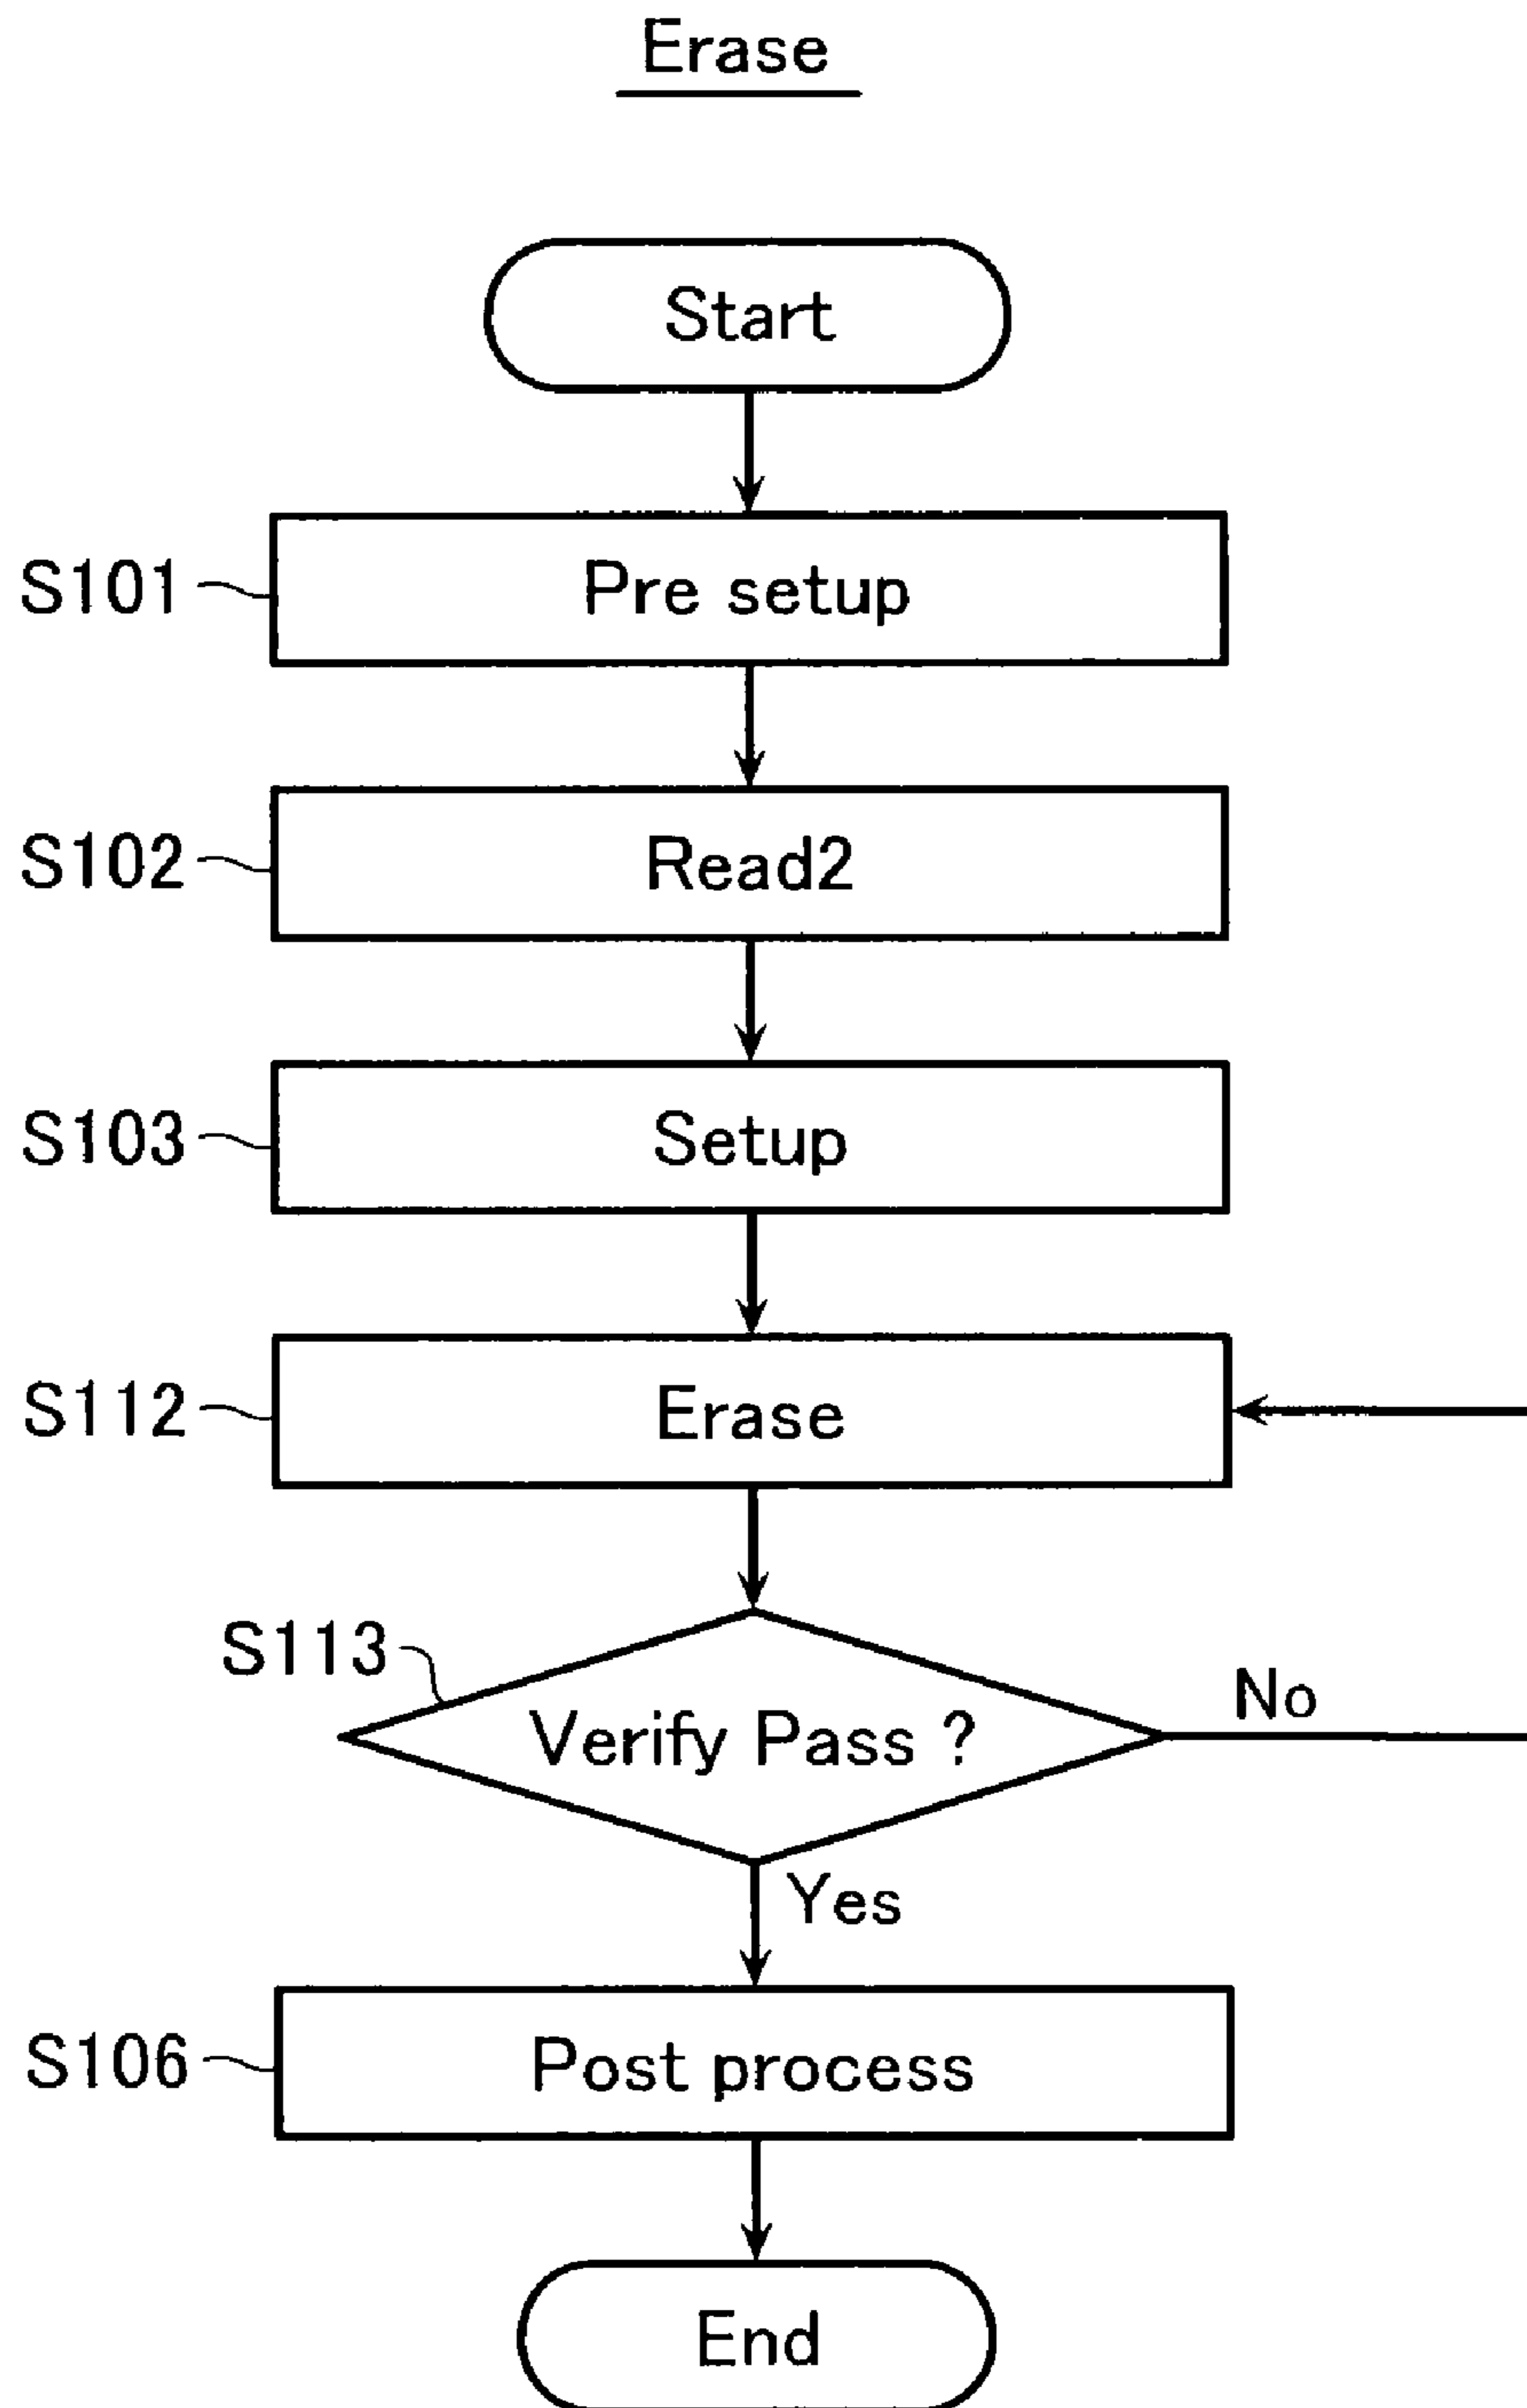 Erase
Start
S101
Pre setup
S102
Read2
S103
Setup
S112
Erase
S113
Verify Pass ?
No
Yes
S106
Post process
End